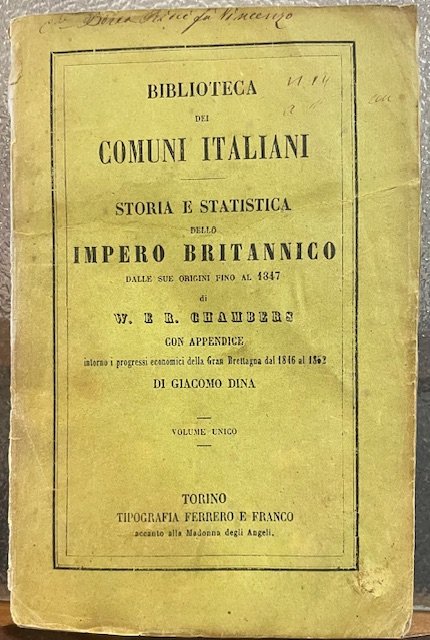 fu Vincenzo
BIBLIOTECA
DEI
COMUNI ITALIANI
STORIA E STATISTICA
DELLO
IMPERO BRITANNICO
DALLE SUE ORIGINI FINO AL 1847
di
W. E R. CHAMBERS
CON APPENDICE
intorno i progressi economici della Gran Brettagna dal 1846 al 1852
DI GIACOMO DINA
VOLUME UNICO
TORINO
TIPOGRAFIA FERRERO E FRANCO
accanto alla Madonna degli Angeli.